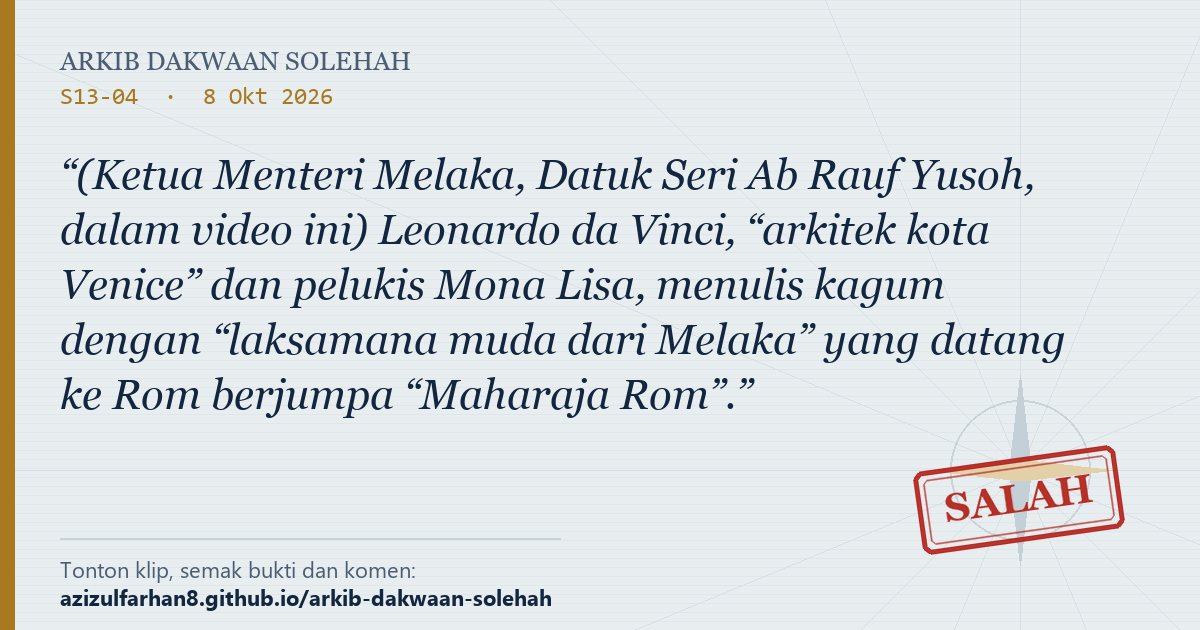 ARKIB DAKWAAN SOLEHAH
S13-04 · 8 Okt 2026
“(Ketua Menteri Melaka, Datuk Seri Ab Rauf Yusoh,
dalam video ini) Leonardo da Vinci, “arkitek kota
Venice” dan pelukis Mona Lisa, menulis kagum
dengan “laksamana muda dari Melaka” yang datang
ke Rom berjumpa “Maharaja Rom”.”
SALAH
Tonton klip, semak bukti dan komen:
azizulfarhan8.github.io/arkib-dakwaan-solehah